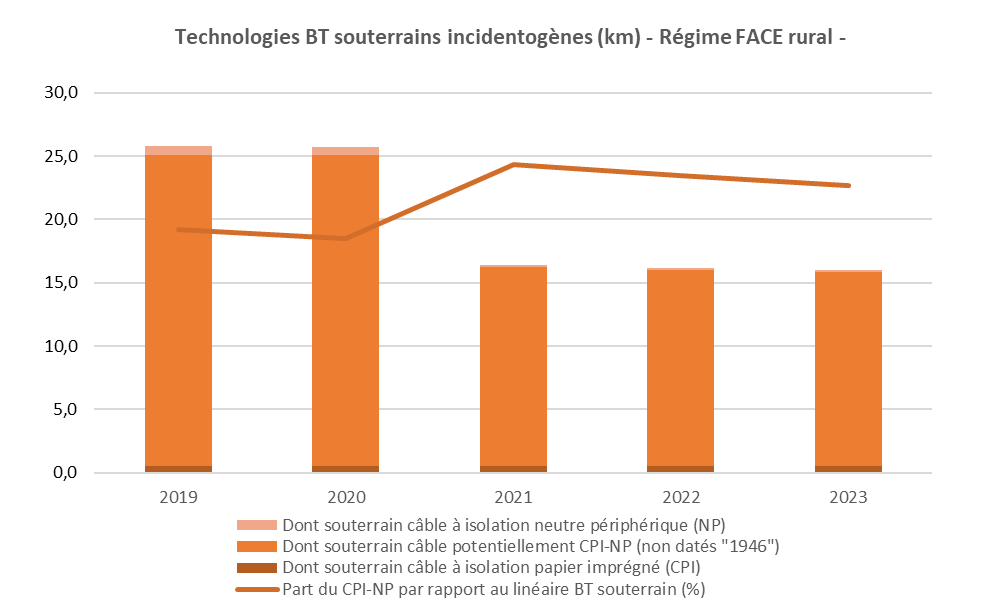 Technologies BT souterrains incidentogènes (km) - Régime FACE rural -
30,0
25,0
20,0
15,0
10,0
5,0
0,0
2019 2020 2021 2022 2023
Dont souterrain câble à isolation neutre périphérique (NP)
Dont souterrain câble potentiellement CPI-NP (non datés "1946")
Dont souterrain câble à isolation papier imprégné (CPI)
Part du CPI-NP par rapport au linéaire BT souterrain (%)